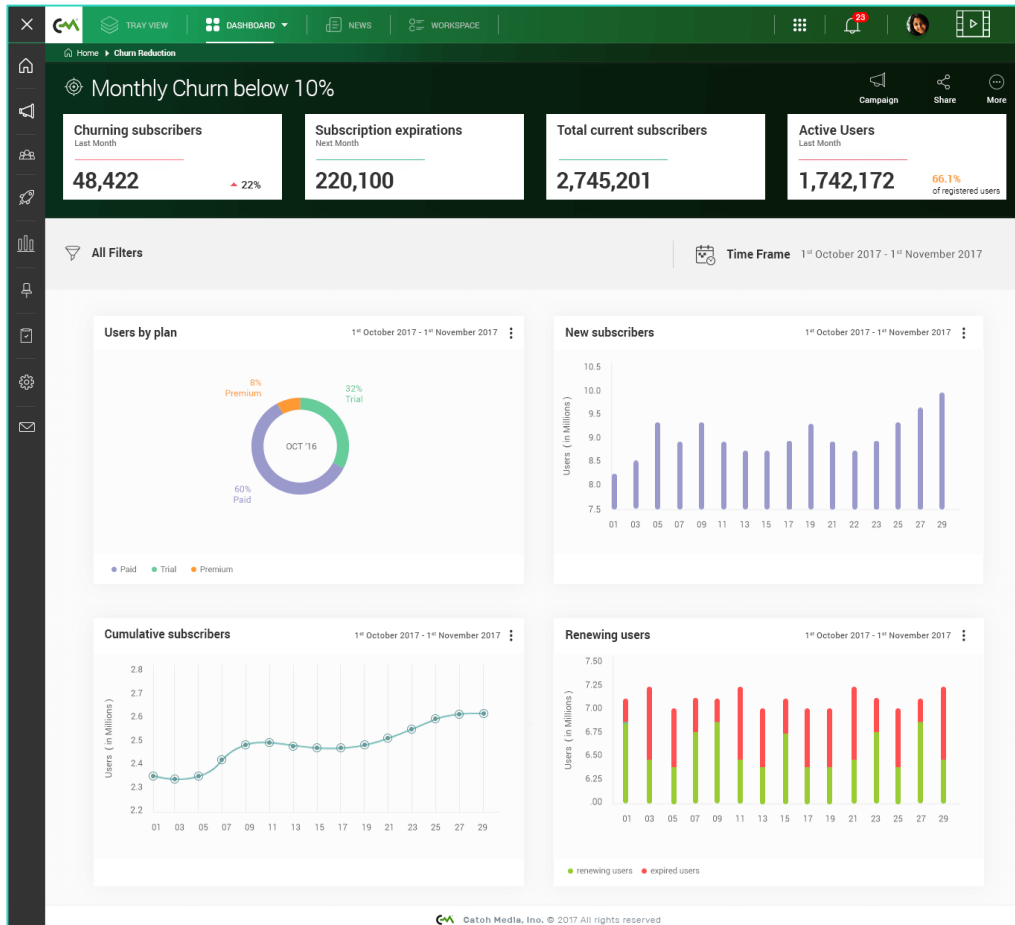 CM TRAY VIEW DASHBOARD NEWS WORKSPACE 23
Home Churn Reduction
Monthly Churn below 10%
Campaign Share More
Churning subscribers
Last Month
48,422 22%
Subscription expirations
Next Month
220,100
Total current subscribers
2,745,201
Active Users
Last Month
1,742,172 66.1%
of registered users
All Filters
Time Frame 1st October 2017 - 1st November 2017
Users by plan 1st October 2017 - 1st November 2017
8%
Premium
32%
Trial
OCT '16
60%
Paid
Paid Trial Premium
New subscribers 1st October 2017 - 1st November 2017
Users ( in Millions )
10.5
10.0
9.5
9.0
8.5
8.0
7.5
01 03 05 07 09 11 13 15 17 19 21 22 23 25 27 29
Cumulative subscribers 1st October 2017 - 1st November 2017
Users ( in Millions )
2.8
2.7
2.6
2.5
2.4
2.3
2.2
01 03 05 07 09 11 13 15 17 19 21 23 25 27 29
Renewing users 1st October 2017 - 1st November 2017
Users ( in Millions )
7.50
7.25
7.00
6.75
6.50
6.25
.00
01 03 05 07 09 11 13 15 17 19 21 23 25 27 29
renewing users expired users
CM Catoh Media, Inc. © 2017 All rights reserved